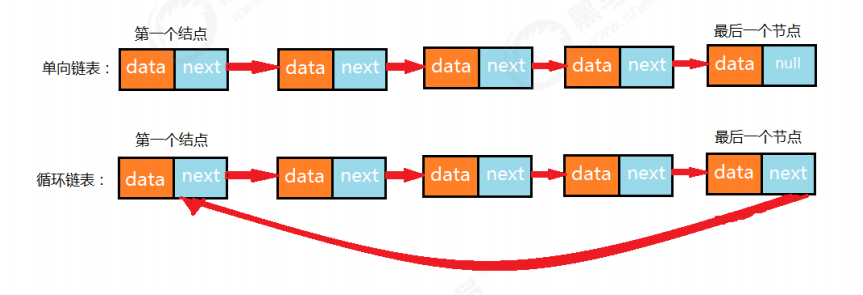 第一个结点 最后一个节点
单向链表： data next data next data next data next data null
第一个结点 最后一个节点
循环链表： data next data next data next data next data next